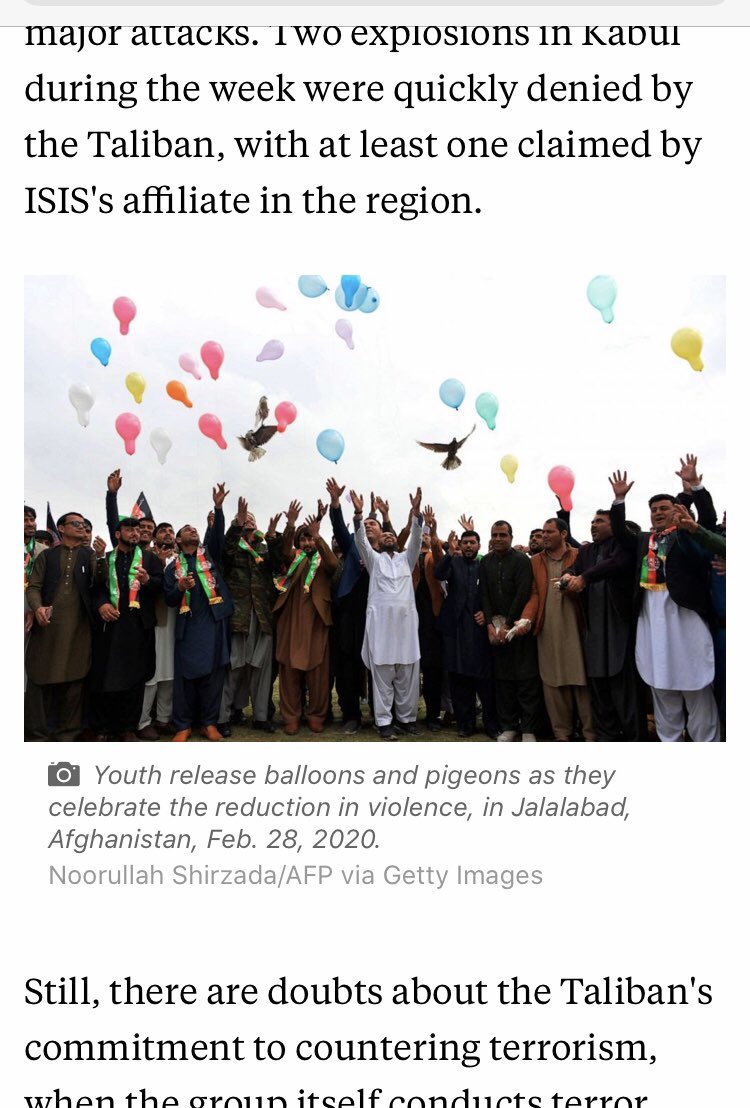 major attacks. Two explosions in Kabul
during the week were quickly denied by
the Taliban, with at least one claimed by
ISIS's affiliate in the region.
Youth release balloons and pigeons as they
celebrate the reduction in violence, in Jalalabad,
Afghanistan, Feb. 28, 2020.
Noorullah Shirzada/AFP via Getty Images
Still, there are doubts about the Taliban's
commitment to countering terrorism,
when the group itself conducts terror